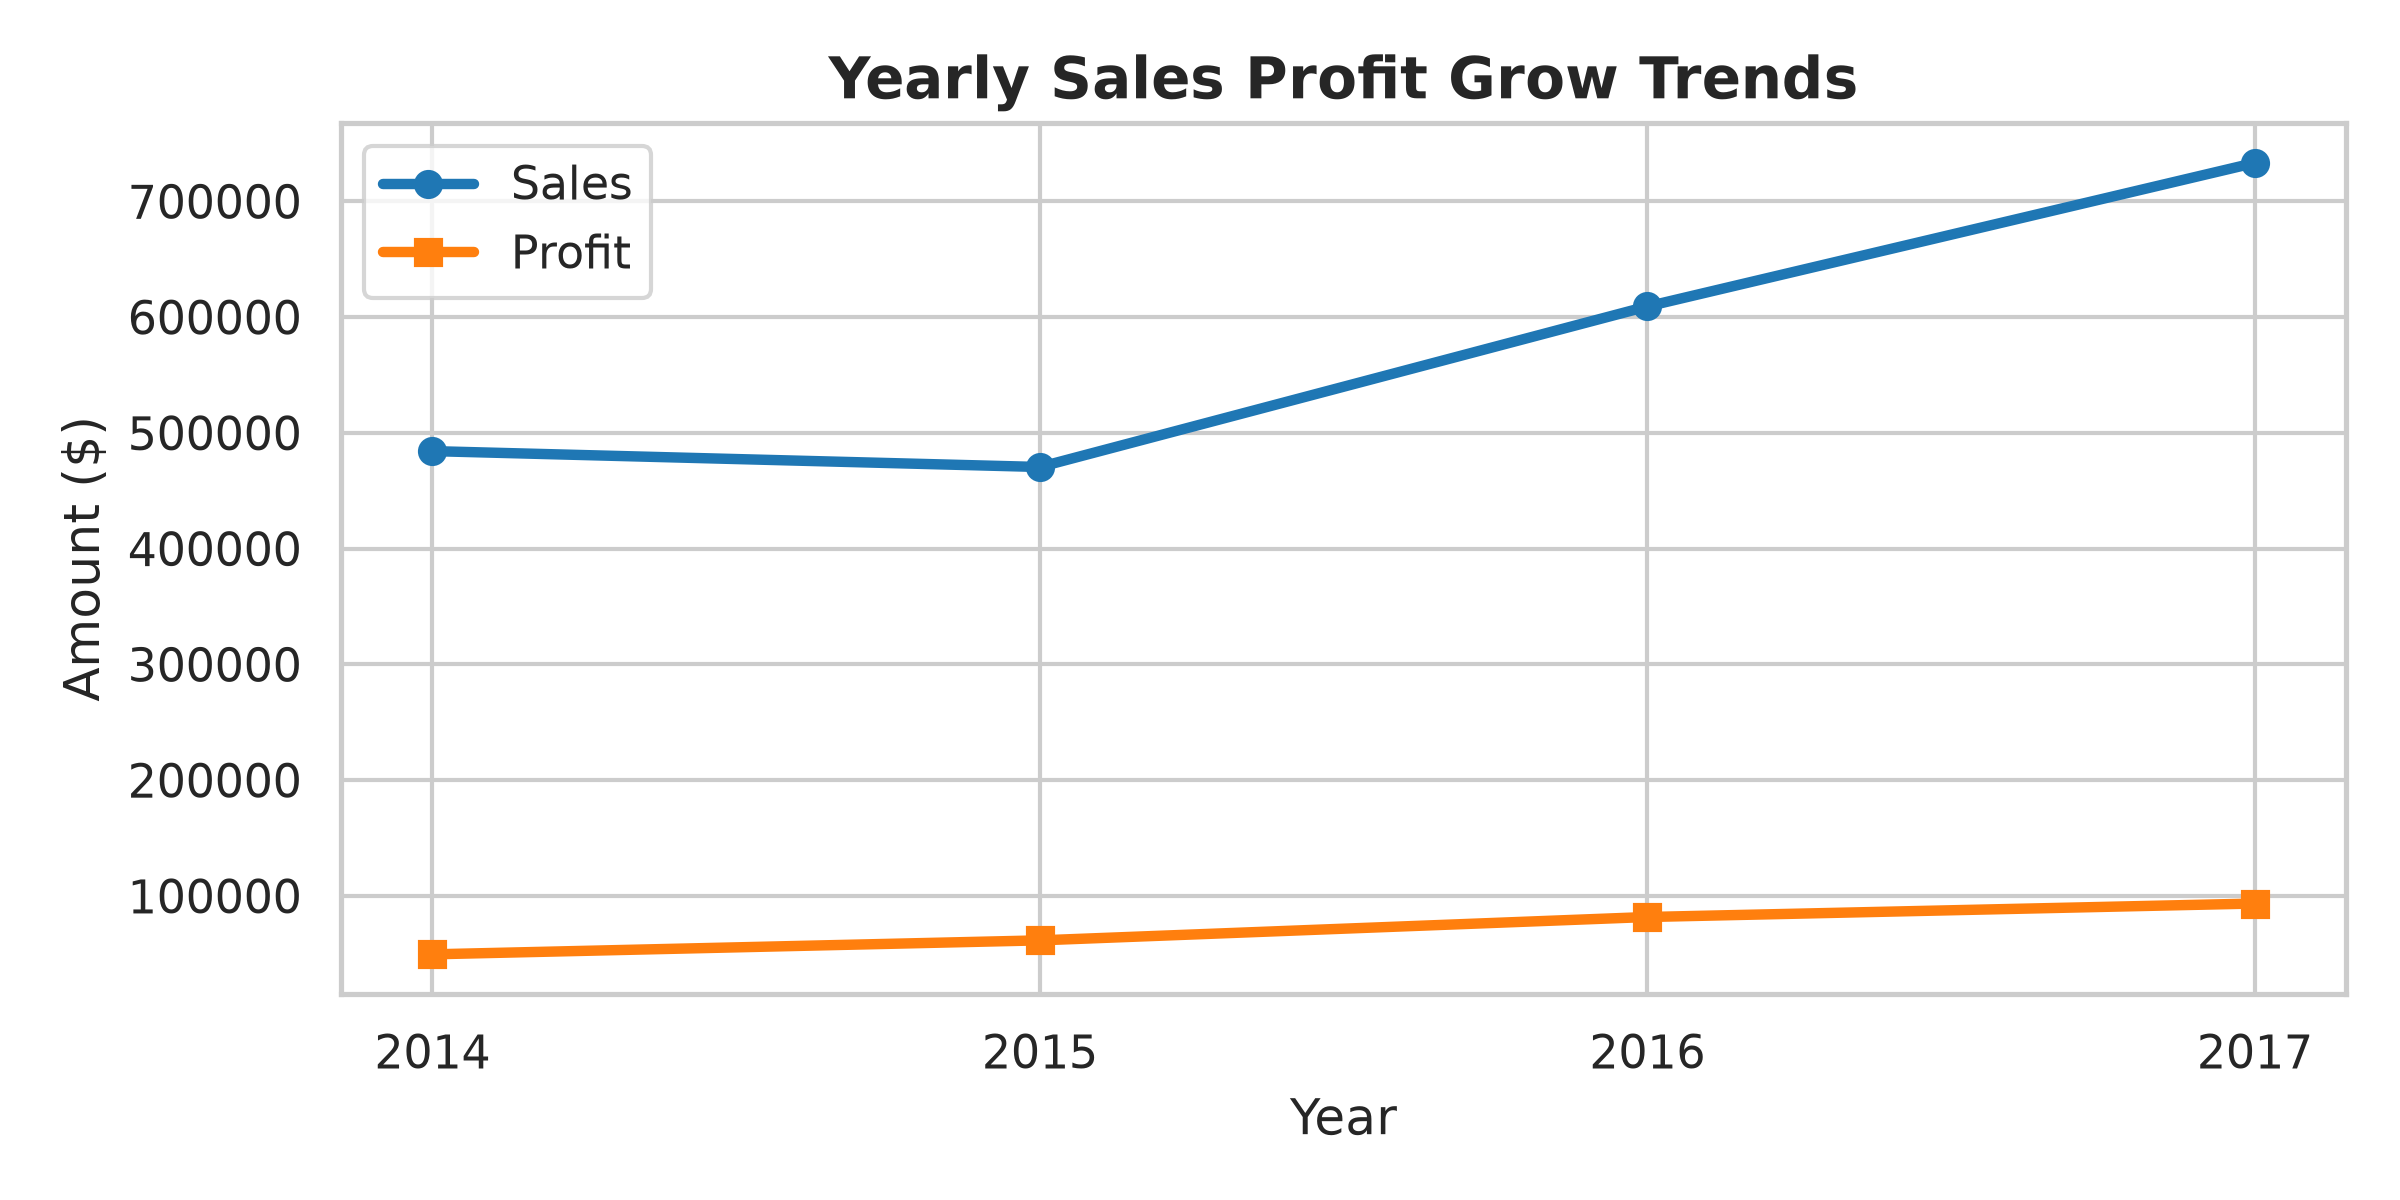 Yearly Sales Profit Grow Trends
Sales
Profit
700000
600000
500000
400000
300000
200000
100000
Amount ($)
2014 2015 2016 2017
Year